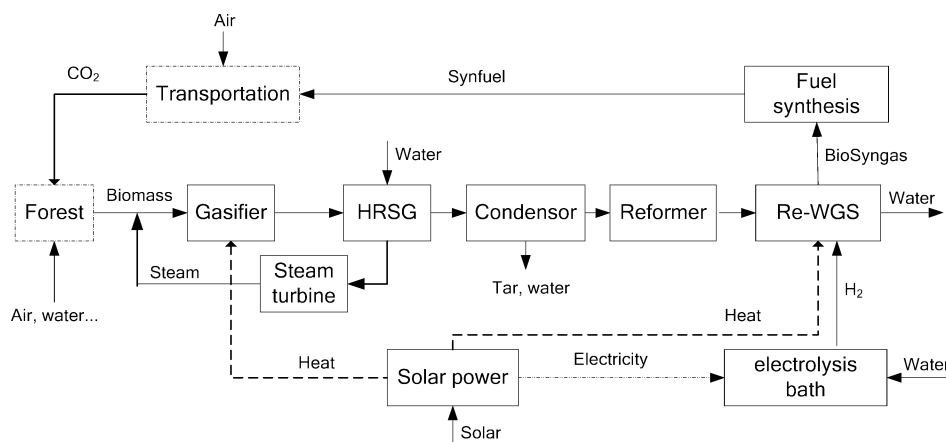 Air
CO₂
Transportation
Synfuel
Fuel
synthesis
BioSyngas
Water
Forest
Biomass
Gasifier
HRSG
Condensor
Reformer
Re-WGS
Water
Steam
Steam
turbine
Tar, water
H₂
Air, water...
Heat
Heat
Solar power
Electricity
electrolysis
bath
Water
Solar